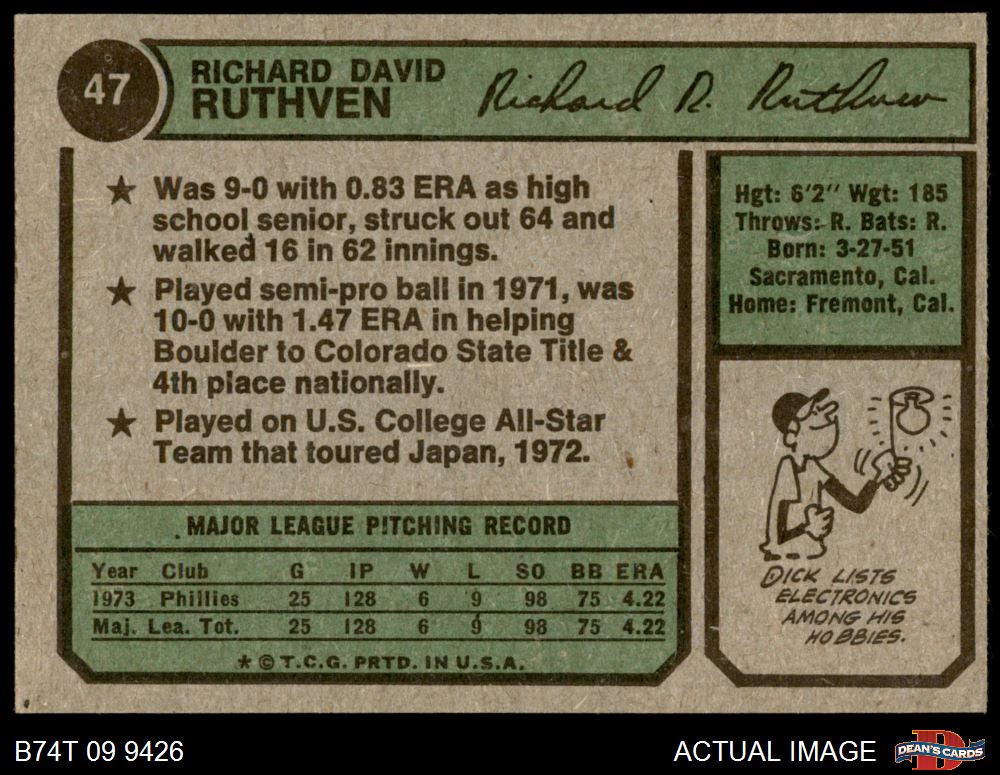 47
RICHARD DAVID
RUTHVEN
Richard D. Ruthven
★ Was 9-0 with 0.83 ERA as high
school senior, struck out 64 and
walked 16 in 62 innings.
★ Played semi-pro ball in 1971, was
10-0 with 1.47 ERA in helping
Boulder to Colorado State Title &
4th place nationally.
★ Played on U.S. College All-Star
Team that toured Japan, 1972.
Hgt: 6'2" Wgt: 185
Throws: R. Bats: R.
Born: 3-27-51
Sacramento, Cal.
Home: Fremont, Cal.
DICK LISTS
ELECTRONICS
AMONG HIS
HOBBIES.
MAJOR LEAGUE PITCHING RECORD
Year Club G IP W L SO BB ERA
1973 Phillies 25 128 6 9 98 75 4.22
Maj. Lea. Tot. 25 128 6 9 98 75 4.22
* © T.C.G. PRTD. IN U.S.A.
B74T 09 9426
ACTUAL IMAGE
D
DEAN'S CARDS